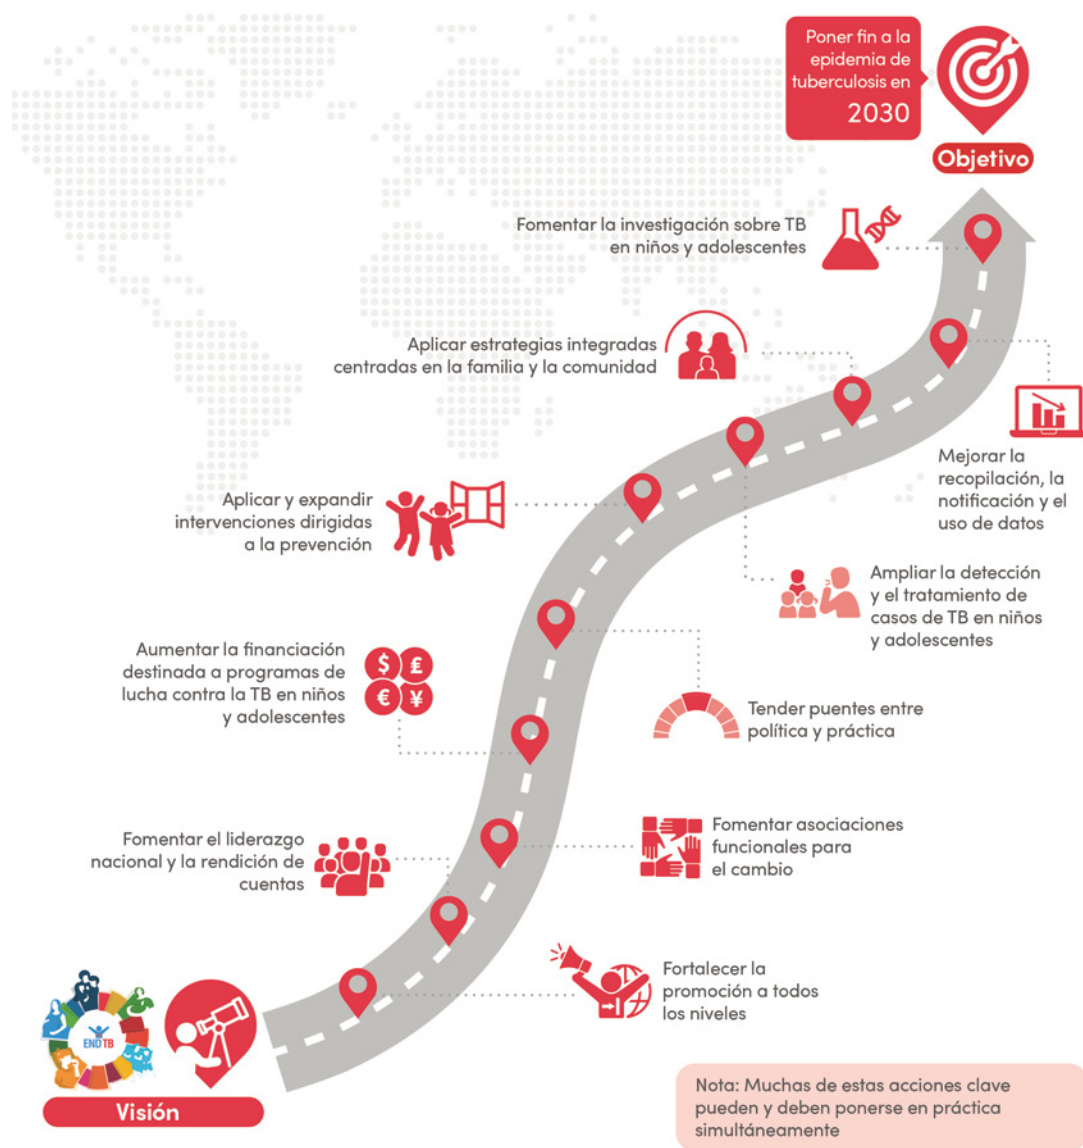 Poner fin a la
epidemia de
tuberculosis en
2030
Objetivo
Fomentar la investigación sobre TB
en niños y adolescentes
Aplicar estrategias integradas
centradas en la familia y la comunidad
Mejorar la
recopilación, la
notificación y el
uso de datos
Aplicar y expandir
intervenciones dirigidas
a la prevención
Ampliar la detección
y el tratamiento de
casos de TB en niños
y adolescentes
Aumentar la financiación
destinada a programas de
lucha contra la TB en niños
y adolescentes
$ £
€ ¥
Tender puentes entre
política y práctica
Fomentar el liderazgo
nacional y la rendición de
cuentas
Fomentar asociaciones
funcionales para
el cambio
Fortalecer la
promoción a todos
los niveles
END TB
Visión
Nota: Muchas de estas acciones clave
pueden y deben ponerse en práctica
simultáneamente